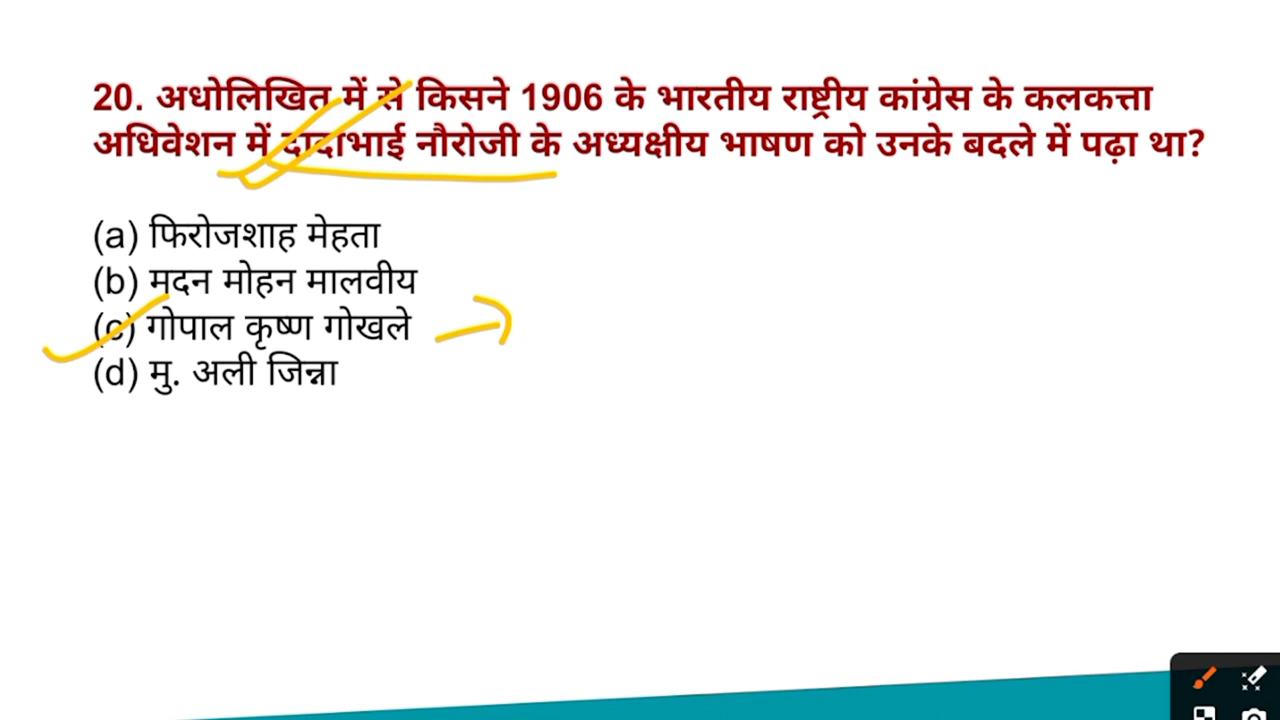 20. अधोलिखित में से किसने 1906 के भारतीय राष्ट्रीय कांग्रेस के कलकत्ता
अधिवेशन में दादाभाई नौरोजी के अध्यक्षीय भाषण को उनके बदले में पढ़ा था?
(a) फिरोजशाह मेहता
(b) मदन मोहन मालवीय
(c) गोपाल कृष्ण गोखले
(d) मु. अली जिन्ना